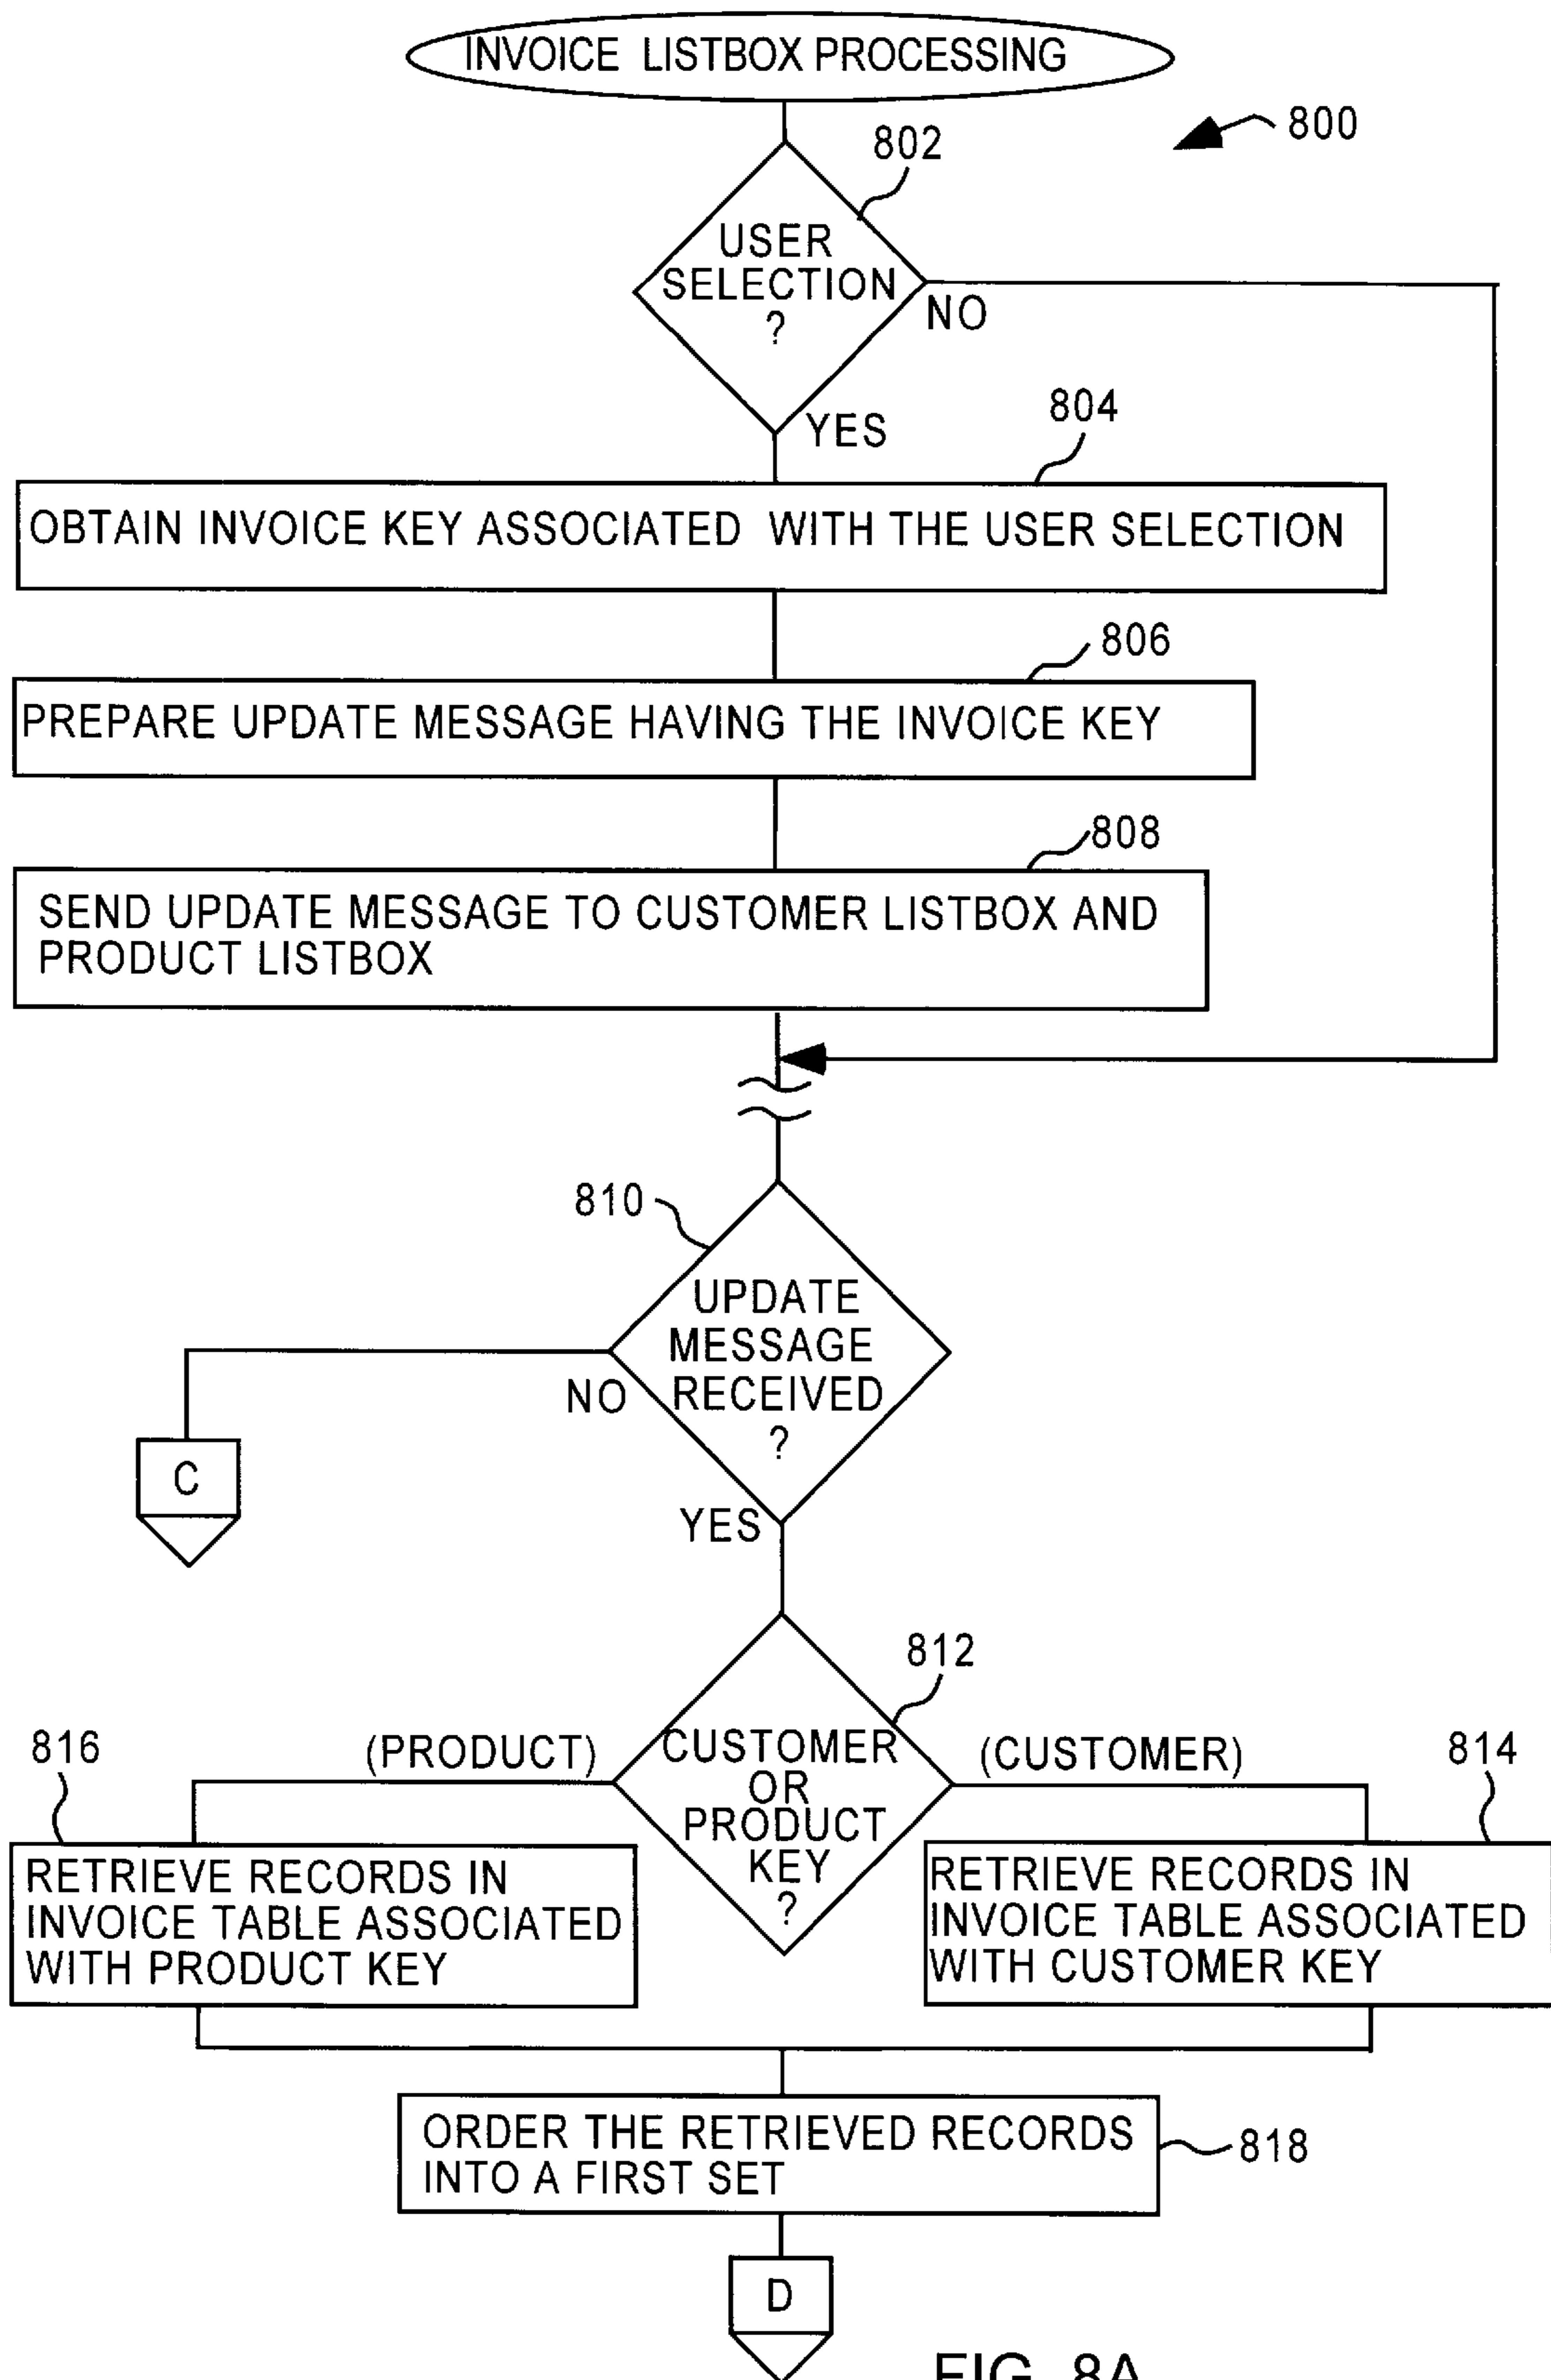 INVOICE LISTBOX PROCESSING
800
802
USER
SELECTION
?
NO
YES
804
OBTAIN INVOICE KEY ASSOCIATED WITH THE USER SELECTION
806
PREPARE UPDATE MESSAGE HAVING THE INVOICE KEY
808
SEND UPDATE MESSAGE TO CUSTOMER LISTBOX AND
PRODUCT LISTBOX
810
UPDATE
MESSAGE
RECEIVED
?
NO
C
YES
812
CUSTOMER
OR
PRODUCT
KEY
?
(PRODUCT)
(CUSTOMER)
816
RETRIEVE RECORDS IN
INVOICE TABLE ASSOCIATED
WITH PRODUCT KEY
814
RETRIEVE RECORDS IN
INVOICE TABLE ASSOCIATED
WITH CUSTOMER KEY
ORDER THE RETRIEVED RECORDS
INTO A FIRST SET
818
D
FIG. 8A